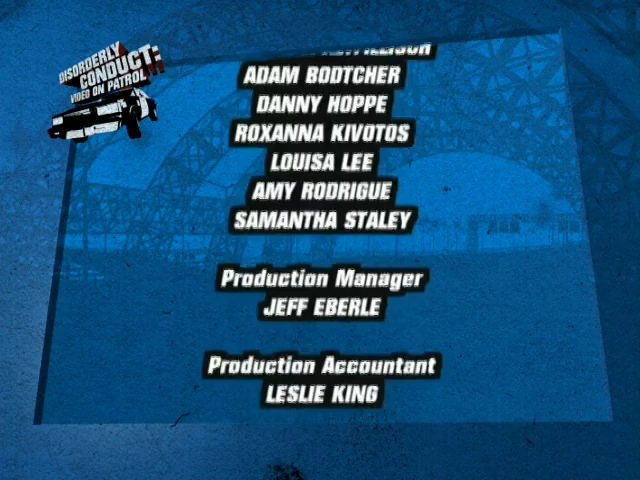 DISORDERLY
CONDUCT:
VIDEO ON PATROL
ADAM BODTCHER
DANNY HOPPE
ROXANNA KIVOTOS
LOUISA LEE
AMY RODRIGUE
SAMANTHA STALEY
Production Manager
JEFF EBERLE
Production Accountant
LESLIE KING